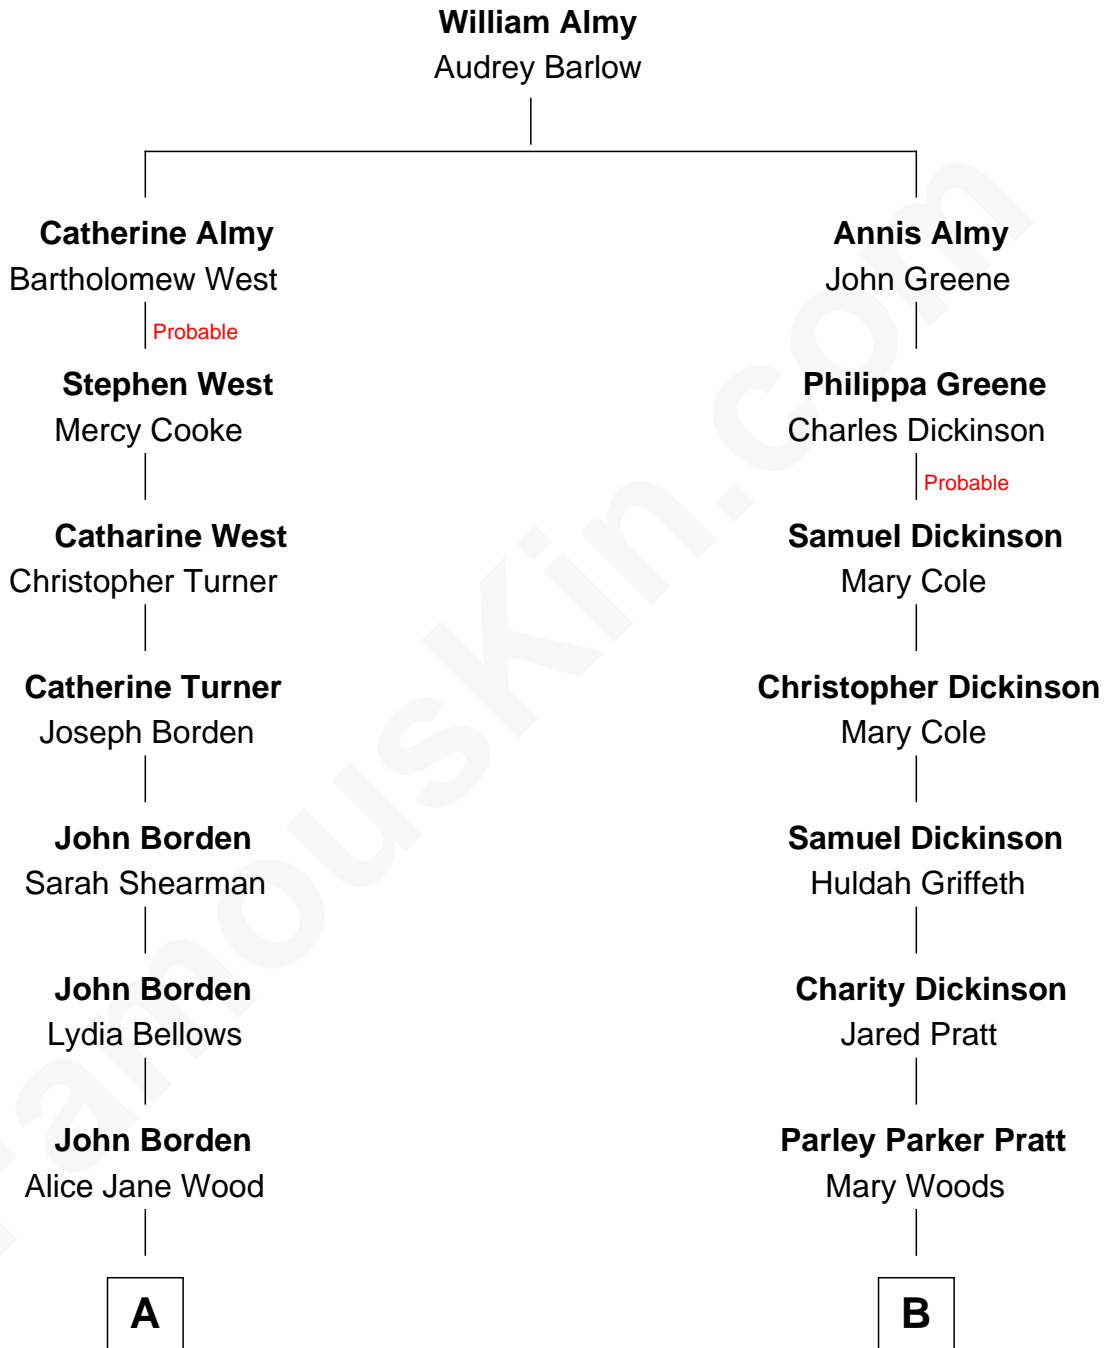 William Almy
Audrey Barlow
Catherine Almy
Bartholomew West
Probable
Stephen West
Mercy Cooke
Catharine West
Christopher Turner
Catherine Turner
Joseph Borden
John Borden
Sarah Shearman
John Borden
Lydia Bellows
John Borden
Alice Jane Wood
A
Annis Almy
John Greene
Philippa Greene
Charles Dickinson
Probable
Samuel Dickinson
Mary Cole
Christopher Dickinson
Mary Cole
Samuel Dickinson
Huldah Griffeth
Charity Dickinson
Jared Pratt
Parley Parker Pratt
Mary Woods
B
FamousKin.com